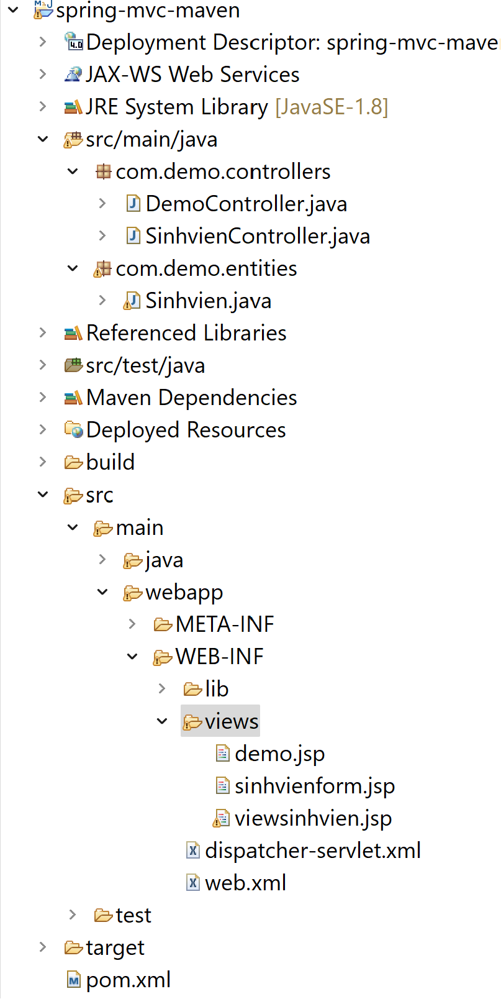 spring-mvc-maven
Deployment Descriptor: spring-mvc-maven
JAX-WS Web Services
JRE System Library [JavaSE-1.8]
src/main/java
com.demo.controllers
DemoController.java
SinhvienController.java
com.demo.entities
Sinhvien.java
Referenced Libraries
src/test/java
Maven Dependencies
Deployed Resources
build
src
main
java
webapp
META-INF
WEB-INF
lib
views
demo.jsp
sinhvienform.jsp
viewsinhvien.jsp
dispatcher-servlet.xml
web.xml
test
target
pom.xml